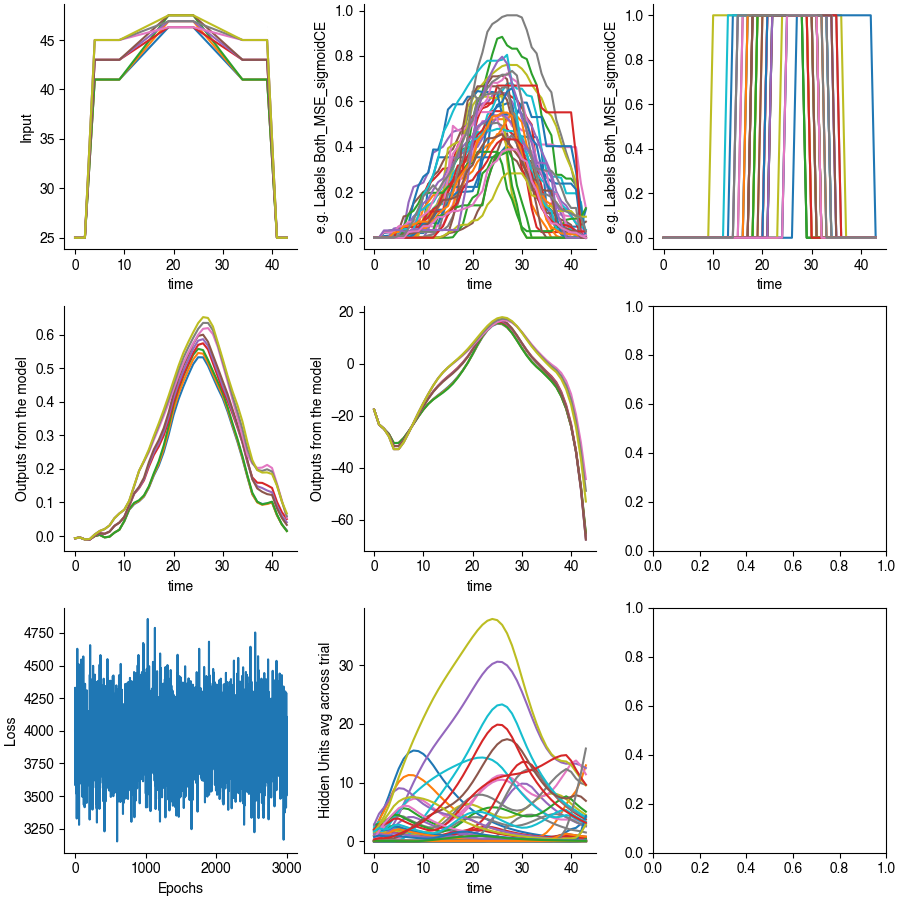 45
40
35
30
25
Input
0 10 20 30 40
time
1.0
0.8
0.6
0.4
0.2
0.0
e.g. Labels Both_MSE_sigmoidCE
0 10 20 30 40
time
1.0
0.8
0.6
0.4
0.2
0.0
e.g. Labels Both_MSE_sigmoidCE
0 10 20 30 40
time
0.6
0.5
0.4
0.3
0.2
0.1
0.0
Outputs from the model
0 10 20 30 40
time
20
0
−20
−40
−60
Outputs from the model
0 10 20 30 40
time
1.0
0.8
0.6
0.4
0.2
0.0
0.0 0.2 0.4 0.6 0.8 1.0
4750
4500
4250
4000
3750
3500
3250
Loss
0 1000 2000 3000
Epochs
30
20
10
0
Hidden Units avg across trial
0 10 20 30 40
time
1.0
0.8
0.6
0.4
0.2
0.0
0.0 0.2 0.4 0.6 0.8 1.0